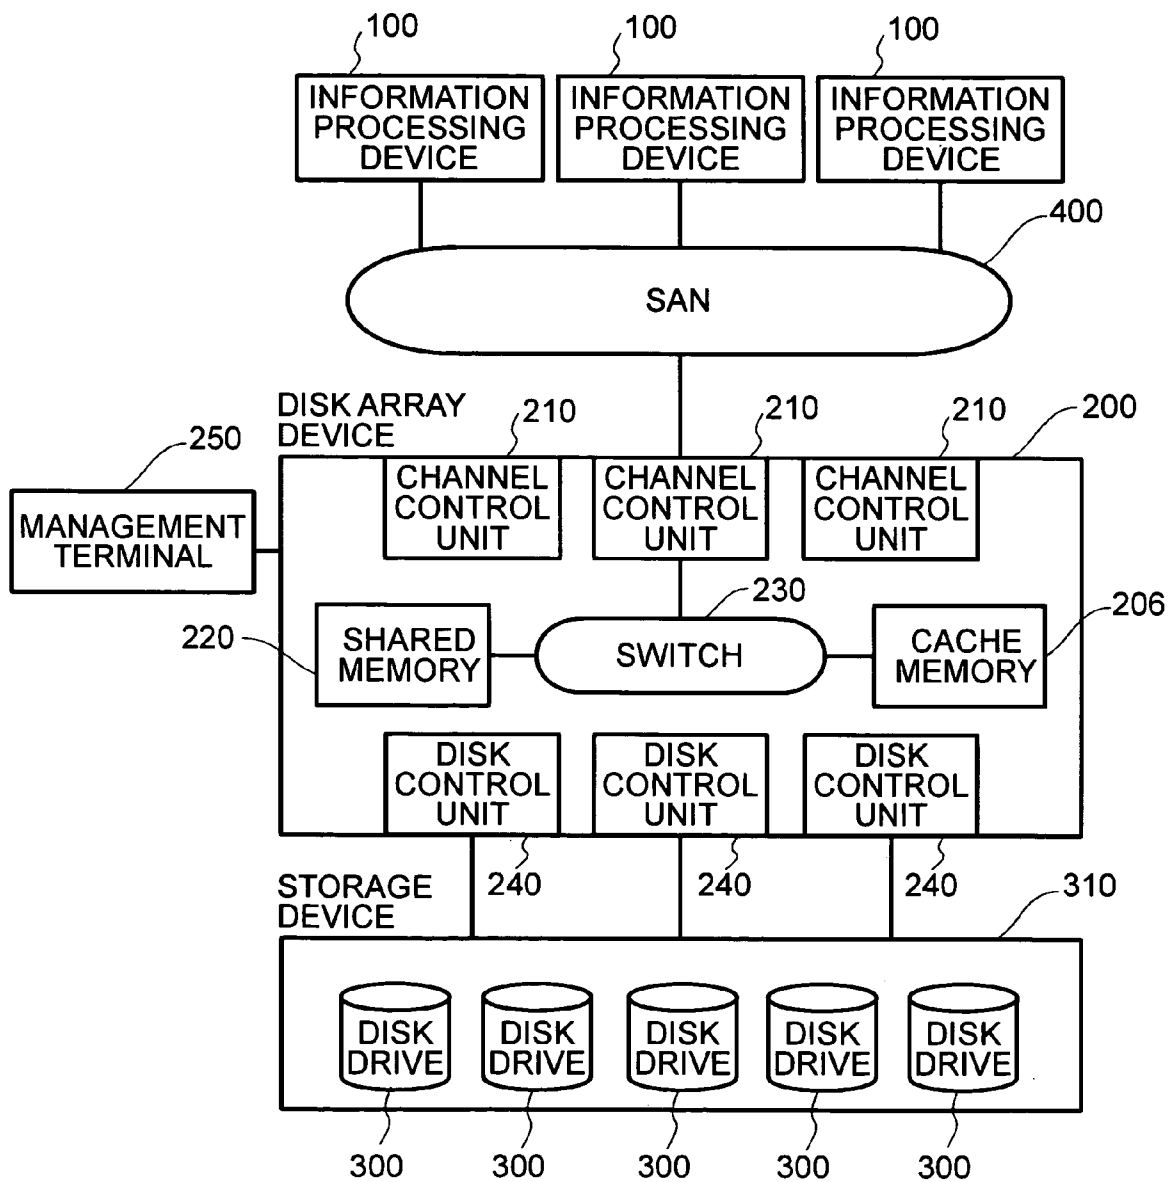 100 100 100
INFORMATION PROCESSING DEVICE
INFORMATION PROCESSING DEVICE
INFORMATION PROCESSING DEVICE
400
SAN
DISK ARRAY
DEVICE
210 210 210 200
250
MANAGEMENT
TERMINAL
CHANNEL
CONTROL
UNIT
CHANNEL
CONTROL
UNIT
CHANNEL
CONTROL
UNIT
230
206
220
SHARED
MEMORY
SWITCH
CACHE
MEMORY
DISK
CONTROL
UNIT
DISK
CONTROL
UNIT
DISK
CONTROL
UNIT
240 240 240
STORAGE
DEVICE
310
DISK
DRIVE
DISK
DRIVE
DISK
DRIVE
DISK
DRIVE
DISK
DRIVE
300 300 300 300 300